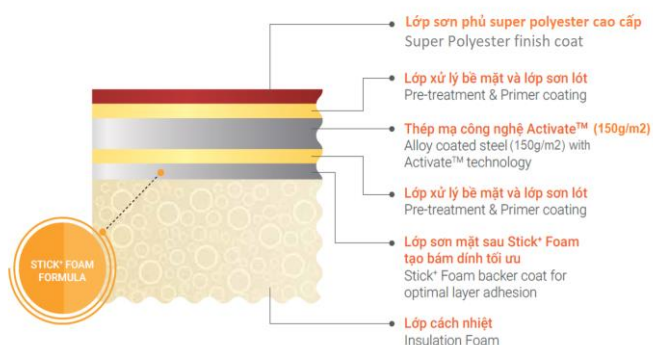 Lớp sơn phủ super polyester cao cấp
Super Polyester finish coat
Lớp xử lý bề mặt và lớp sơn lót
Pre-treatment & Primer coating
Thép mạ công nghệ Activate™ (150g/m2)
Alloy coated steel (150g/m2) with
Activate™ technology
Lớp xử lý bề mặt và lớp sơn lót
Pre-treatment & Primer coating
Lớp sơn mặt sau Stick⁺ Foam
tạo bám dính tối ưu
Stick⁺ Foam backer coat for
optimal layer adhesion
STICK⁺ FOAM
FORMULA
Lớp cách nhiệt
Insulation Foam